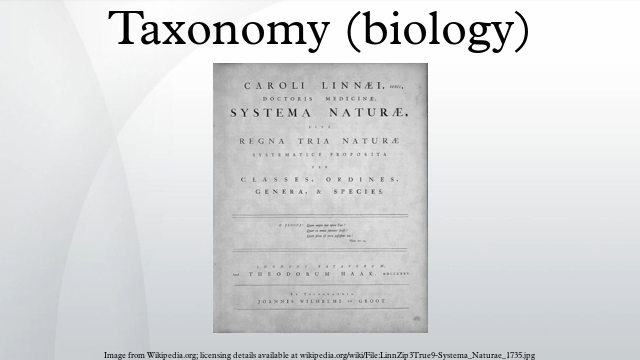 Taxonomy (biology)
CAROLI LINNÆI,
DOCTORIS MEDICINÆ,
SYSTEMA NATURÆ,
SIVE
REGNA TRIA NATURÆ
SYSTEMATICE PROPOSITA
PER
CLASSES, ORDINES,
GENERA, & SPECIES.
THEODORUM HAAK,
JOANNIS WILHELMI DE GROOT.
Image from Wikipedia.org; licensing details available at wikipedia.org/wiki/File:LinnZip3True9-Systema_Naturae_1735.jpg